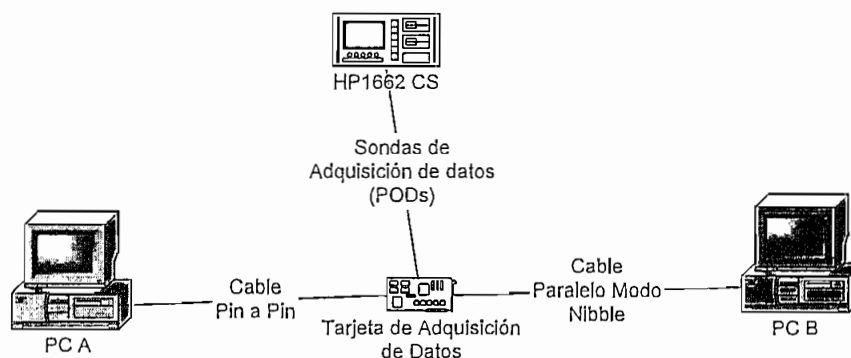 HP1662 CS
Sondas de
Adquisición de datos
(PODs)
Cable
Pin a Pin
Cable
Paralelo Modo
Nibble
PC A
Tarjeta de Adquisición
de Datos
PC B